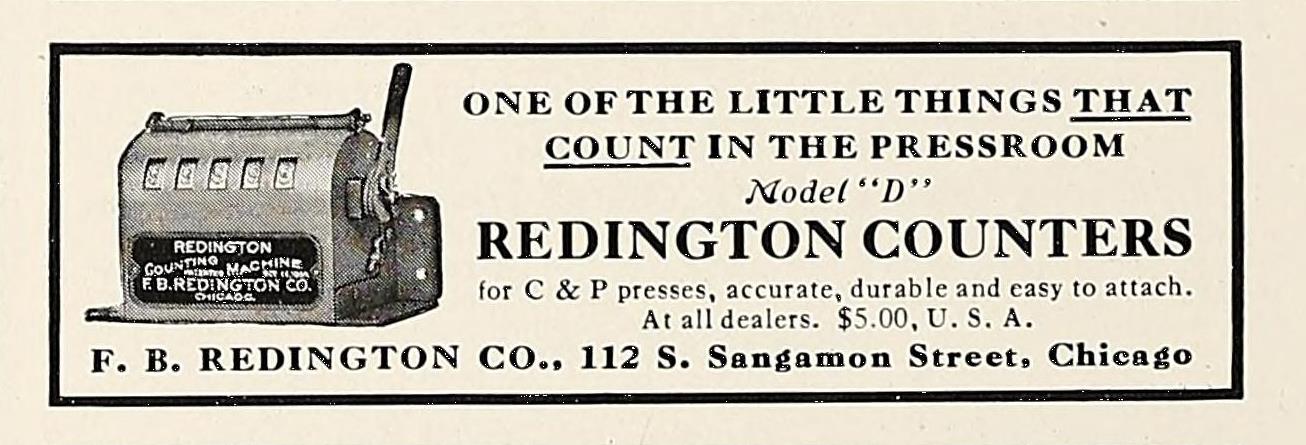 ONE OF THE LITTLE THINGS THAT
COUNT IN THE PRESSROOM
Model “D”
REDINGTON COUNTERS
for C & P presses, accurate, durable and easy to attach.
At all dealers. $5.00, U. S. A.
F. B. REDINGTON CO., 112 S. Sangamon Street, Chicago
REDINGTON
COUNTING MACHINE
PATENTED
F. B. REDINGTON CO.
CHICAGO.